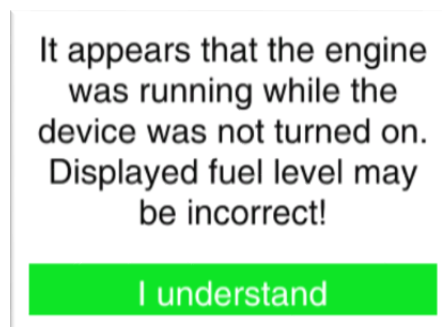 It appears that the engine
was running while the
device was not turned on.
Displayed fuel level may
be incorrect!
I understand